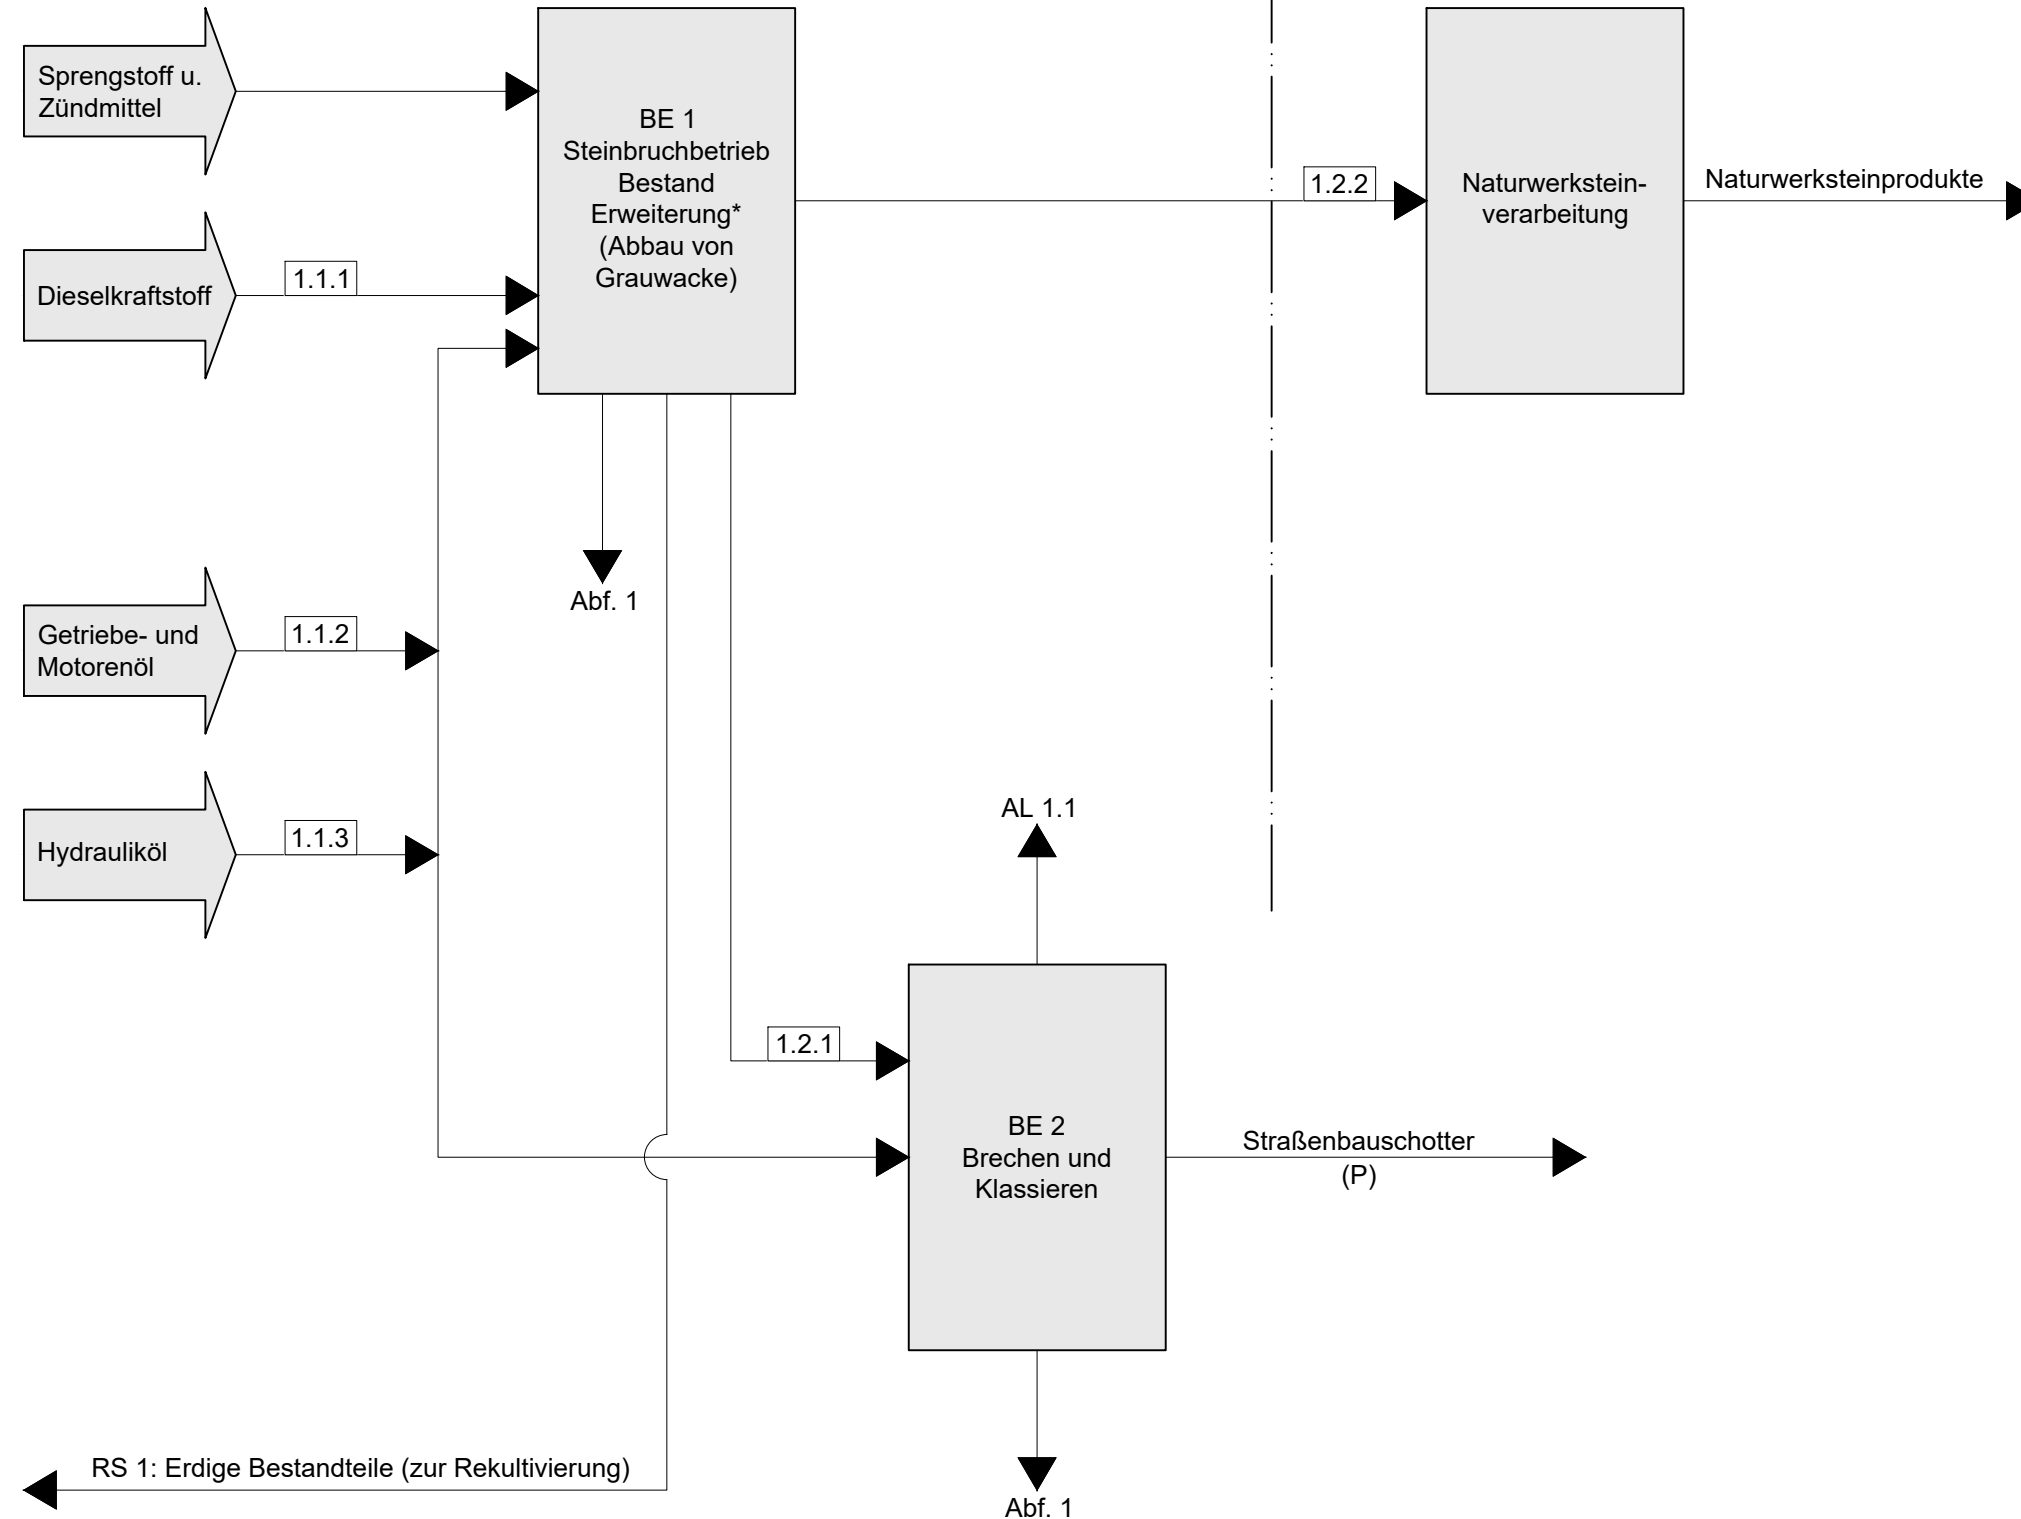 Sprengstoff u.
Zündmittel
BE 1
Steinbruchbetrieb
Bestand
Erweiterung*
(Abbau von
Grauwacke)
1.2.2
Naturwerkstein-
verarbeitung
Naturwerksteinprodukte
Dieselkraftstoff
1.1.1
Abf. 1
Getriebe- und
Motorenöl
1.1.2
Hydrauliköl
1.1.3
AL 1.1
1.2.1
BE 2
Brechen und
Klassieren
Straßenbauschotter
(P)
RS 1: Erdige Bestandteile (zur Rekultivierung)
Abf. 1